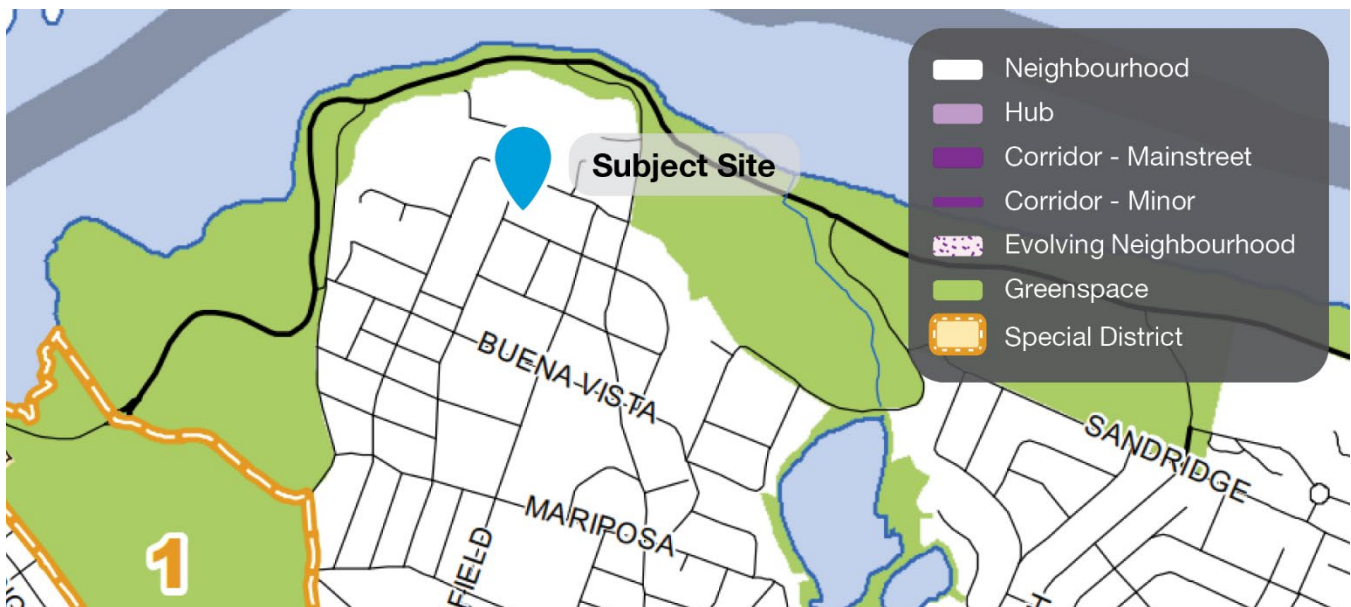 Neighbourhood
Hub
Corridor - Mainstreet
Corridor - Minor
Evolving Neighbourhood
Greenspace
Special District
Subject Site
BUENA VISTA
SANDRIDGE
MARIPOSA
FIELD
1